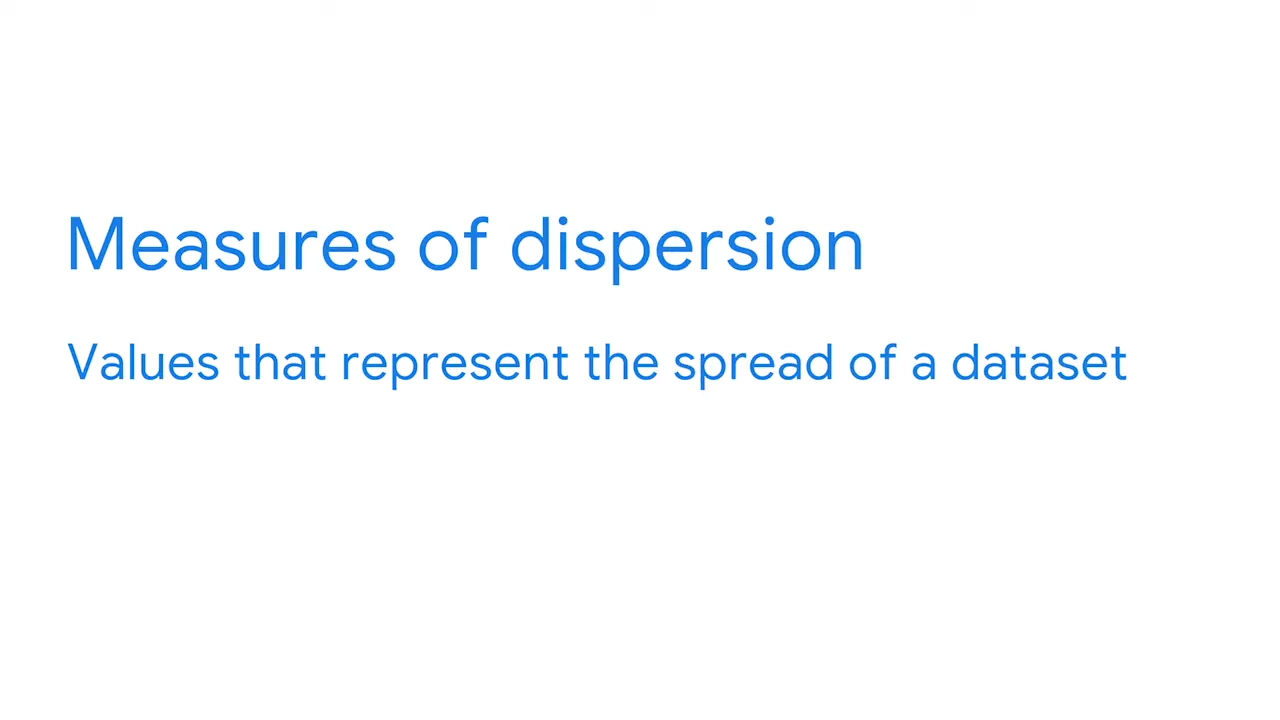 Measures of dispersion
Values that represent the spread of a dataset